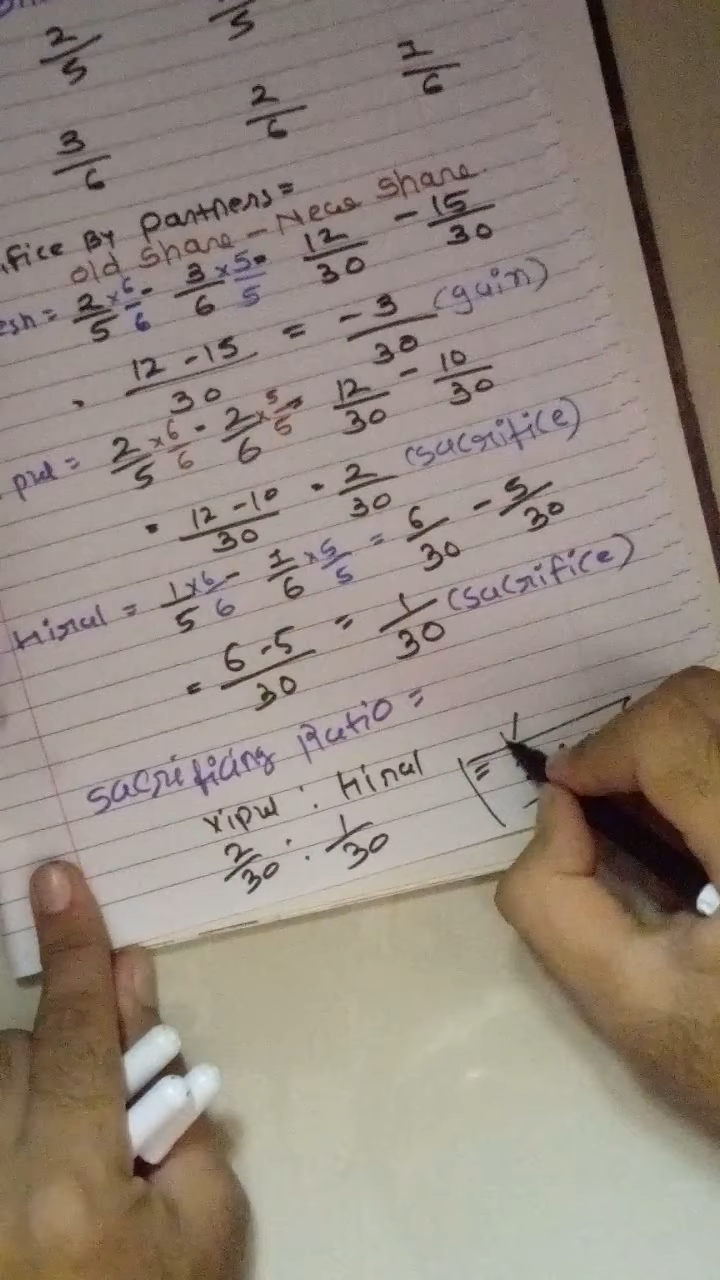 2/5 /5
3/6 2/6 1/6
fice By Partners =
Old Share - New Share
esh = 2/5 × 6/6 - 3/6 × 5/5 = 12/30 - 15/30
= 12 - 15/30 = -3/30 (gain)
pul = 2/5 × 6/6 - 2/6 × 5/5 = 12/30 - 10/30
= 12 - 10/30 = 2/30 (sacrifice)
Hiral = 1/5 × 6/6 - 1/6 × 5/5 = 6/30 - 5/30
= 6 - 5/30 = 1/30 (sacrifice)
Sacrificing Ratio =
Vipul : Hiral
2/30 : 1/30 =